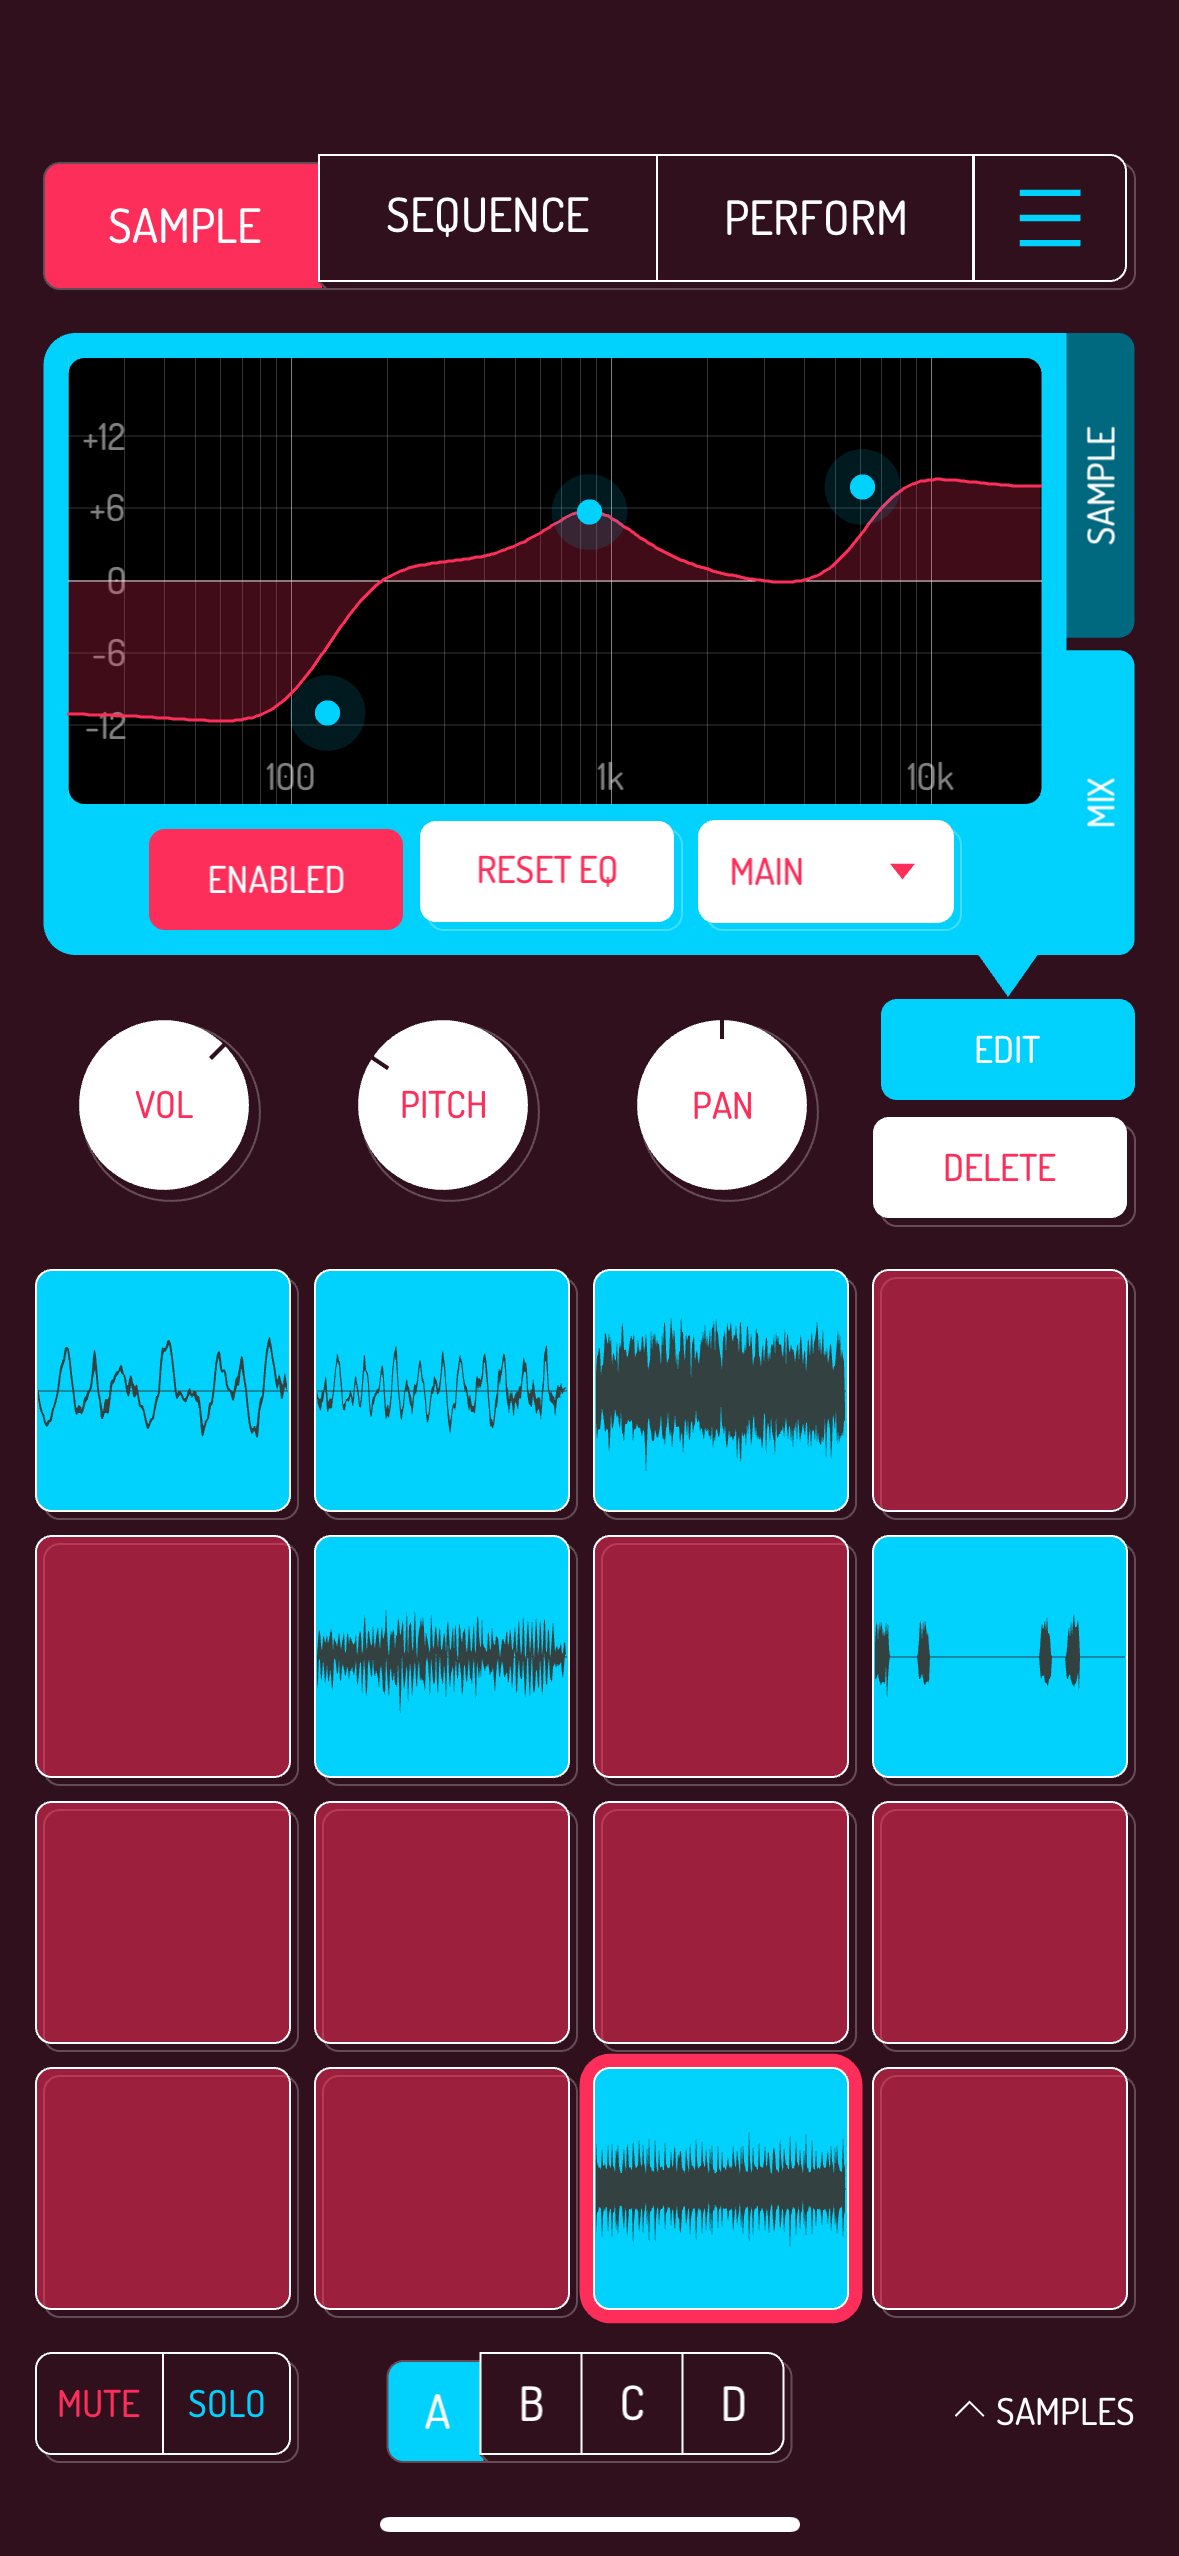 SAMPLE SEQUENCE PERFORM
+12
+6
0
-6
-12
100 1k 10k
SAMPLE
MIX
ENABLED RESET EQ MAIN
VOL PITCH PAN EDIT
DELETE
MUTE SOLO A B C D SAMPLES